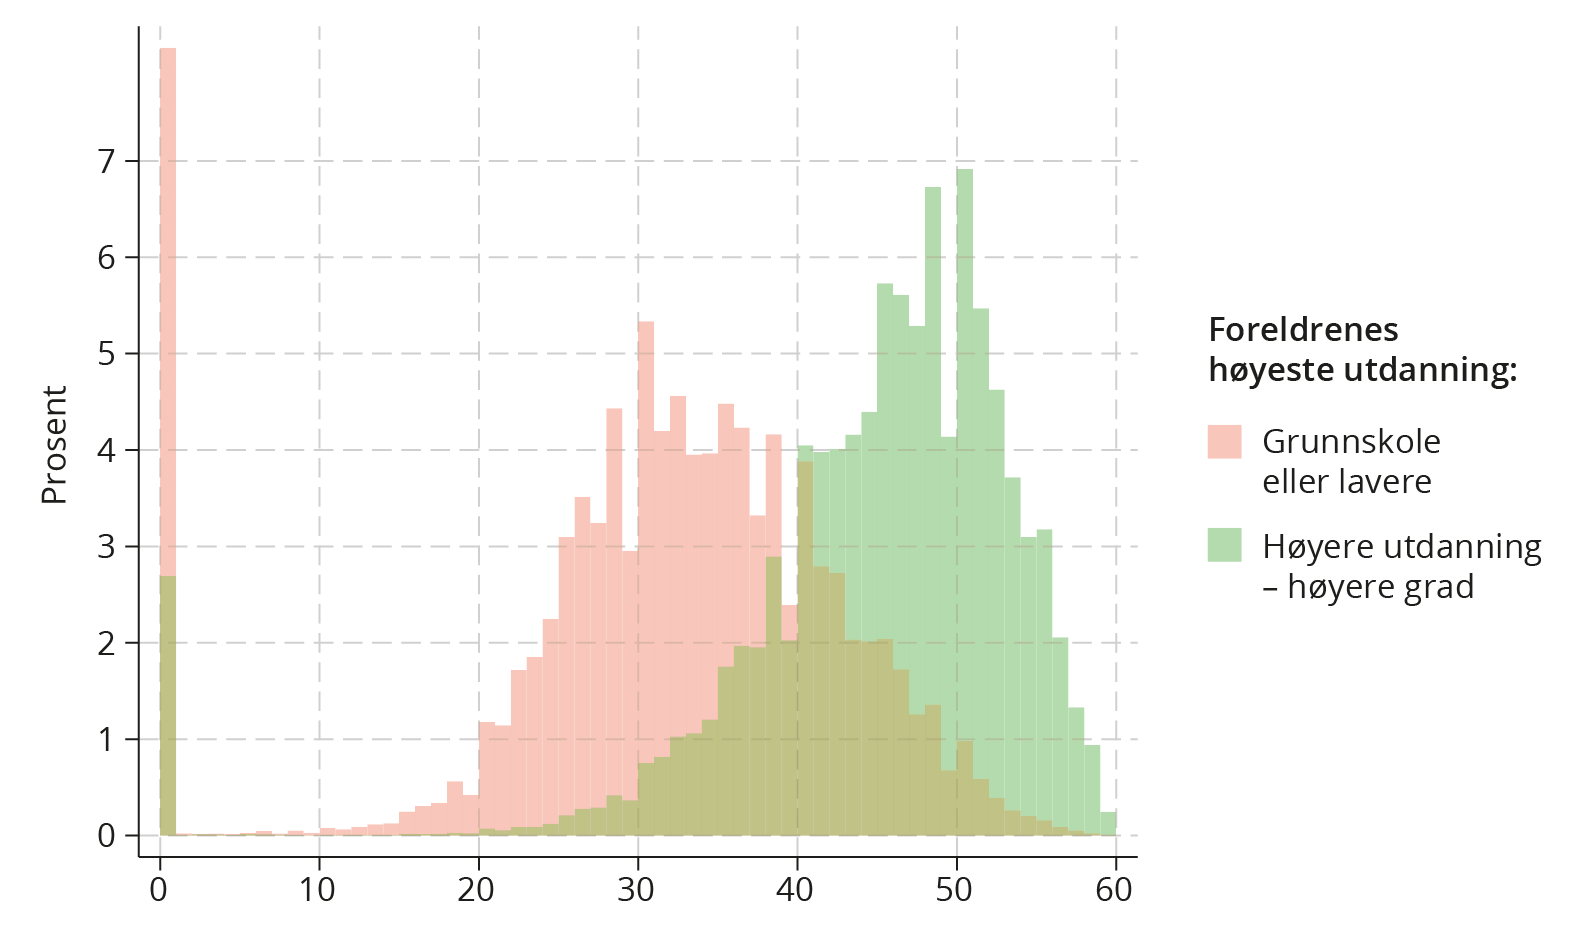 7
6
5
4
3
2
1
0
Prosent
0 10 20 30 40 50 60
Foreldrenes
høyeste utdanning:
Grunnskole
eller lavere
Høyere utdanning
– høyere grad